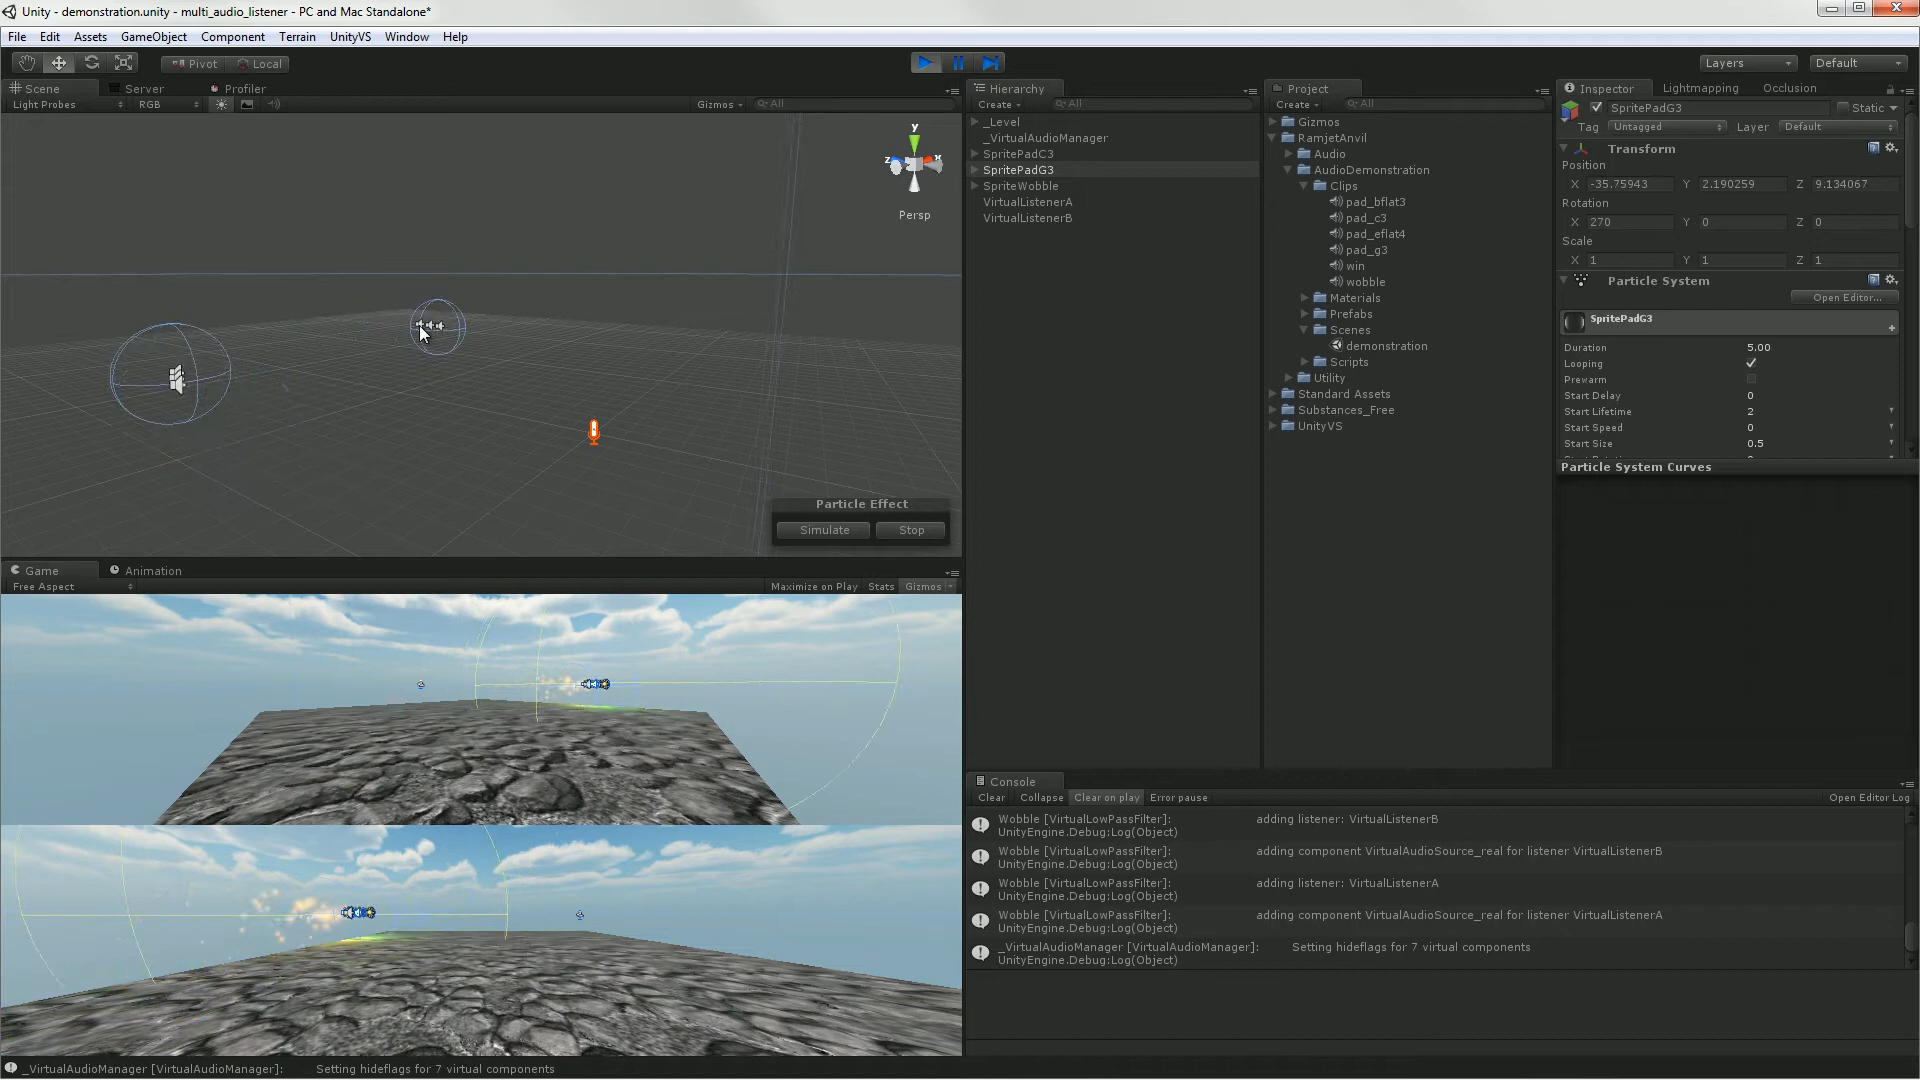 Unity - demonstration.unity - multi_audio_listener - PC and Mac Standalone*
File Edit Assets GameObject Component Terrain UnityVS Window Help
Pivot Local
Layers Default
Scene Server Profiler
Light Probes RGB Gizmos All
y
z x
Persp
Particle Effect
Simulate Stop
Game Animation
Free Aspect Maximize on Play Stats Gizmos
Hierarchy
Create All
_Level
_VirtualAudioManager
SpritePadC3
SpritePadG3
SpriteWobble
VirtualListenerA
VirtualListenerB
Project
Create All
Gizmos
RamjetAnvil
Audio
AudioDemonstration
Clips
pad_bflat3
pad_c3
pad_eflat4
pad_g3
win
wobble
Materials
Prefabs
Scenes
demonstration
Scripts
Utility
Standard Assets
Substances_Free
UnityVS
Inspector Lightmapping Occlusion
SpritePadG3 Static
Tag Untagged Layer Default
Transform
Position
X -35.75943 Y 2.190259 Z 9.134067
Rotation
X 270 Y 0 Z 0
Scale
X 1 Y 1 Z 1
Particle System
Open Editor...
SpritePadG3
Duration 5.00
Looping
Prewarm
Start Delay 0
Start Lifetime 2
Start Speed 0
Start Size 0.5
Particle System Curves
Console
Clear Collapse Clear on play Error pause Open Editor Log
Wobble [VirtualLowPassFilter]: adding listener: VirtualListenerB
UnityEngine.Debug:Log(Object)
Wobble [VirtualLowPassFilter]: adding component VirtualAudioSource_real for listener VirtualListenerB
UnityEngine.Debug:Log(Object)
Wobble [VirtualLowPassFilter]: adding listener: VirtualListenerA
UnityEngine.Debug:Log(Object)
Wobble [VirtualLowPassFilter]: adding component VirtualAudioSource_real for listener VirtualListenerA
UnityEngine.Debug:Log(Object)
_VirtualAudioManager [VirtualAudioManager]: Setting hideflags for 7 virtual components
UnityEngine.Debug:Log(Object)
_VirtualAudioManager [VirtualAudioManager]: Setting hideflags for 7 virtual components